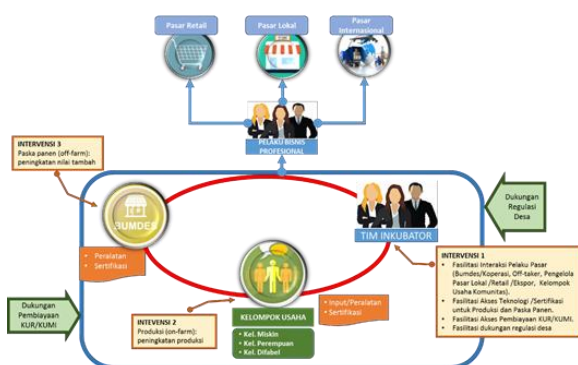 Pasar Retail
Pasar Lokal
Pasar
Internasional
PELAKU BISNIS
PROFESIONAL
INTERVENSI 3
Paska panen (off-farm):
peningkatan nilai tambah
BUMDES
• Peralatan
• Sertifikasi
TIM INKUBATOR
Dukungan
Regulasi
Desa
INTERVENSI 1
• Fasilitasi Interaksi Pelaku Pasar
(Bumdes/Koperasi, Off-taker, Pengelola
Pasar Lokal /Retail /Ekspor, Kelompok
Usaha Komunitas).
• Fasilitasi Akses Teknologi /Sertifikasi
untuk Produksi dan Paska Panen.
• Fasilitasi Akses Pembiayaan KUR/KUMI.
• Fasilitasi dukungan regulasi desa
Dukungan
Pembiayaan
KUR/KUMI
INTEVENSI 2
Produksi (on-farm):
peningkatan produksi
KELOMPOK USAHA
• Kel. Miskin
• Kel. Perempuan
• Kel. Difabel
• Input/Peralatan
• Sertifikasi